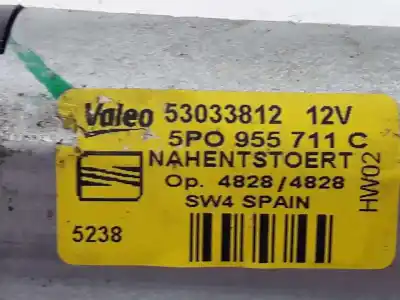 Valeo 53033812 12V
5P0 955 711 C
NAHENTSTOERT
Op. 4828/4828
SW4 SPAIN
HW02
5238